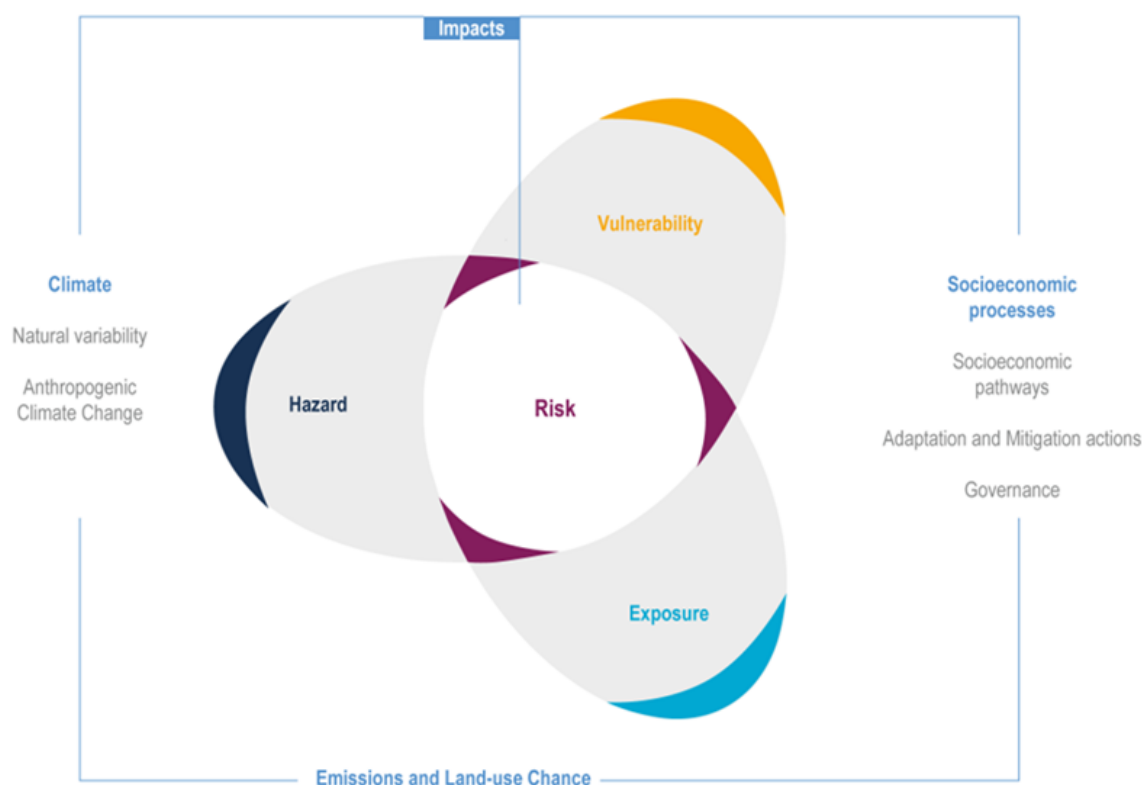 Impacts
Vulnerability
Climate
Natural variability
Anthropogenic
Climate Change
Hazard
Risk
Socioeconomic
processes
Socioeconomic
pathways
Adaptation and Mitigation actions
Governance
Exposure
Emissions and Land-use Chance